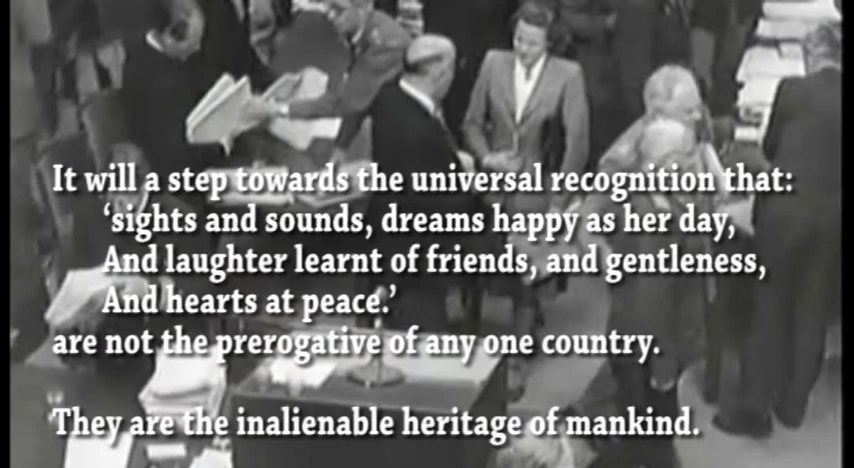 It will a step towards the universal recognition that:
‘sights and sounds, dreams happy as her day,
And laughter learnt of friends, and gentleness,
And hearts at peace.’
are not the prerogative of any one country.
They are the inalienable heritage of mankind.